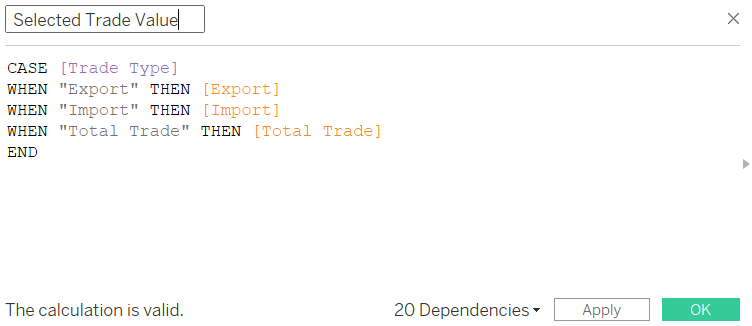 Selected Trade Value
CASE [Trade Type]
WHEN "Export" THEN [Export]
WHEN "Import" THEN [Import]
WHEN "Total Trade" THEN [Total Trade]
END
The calculation is valid.
20 Dependencies
Apply
OK